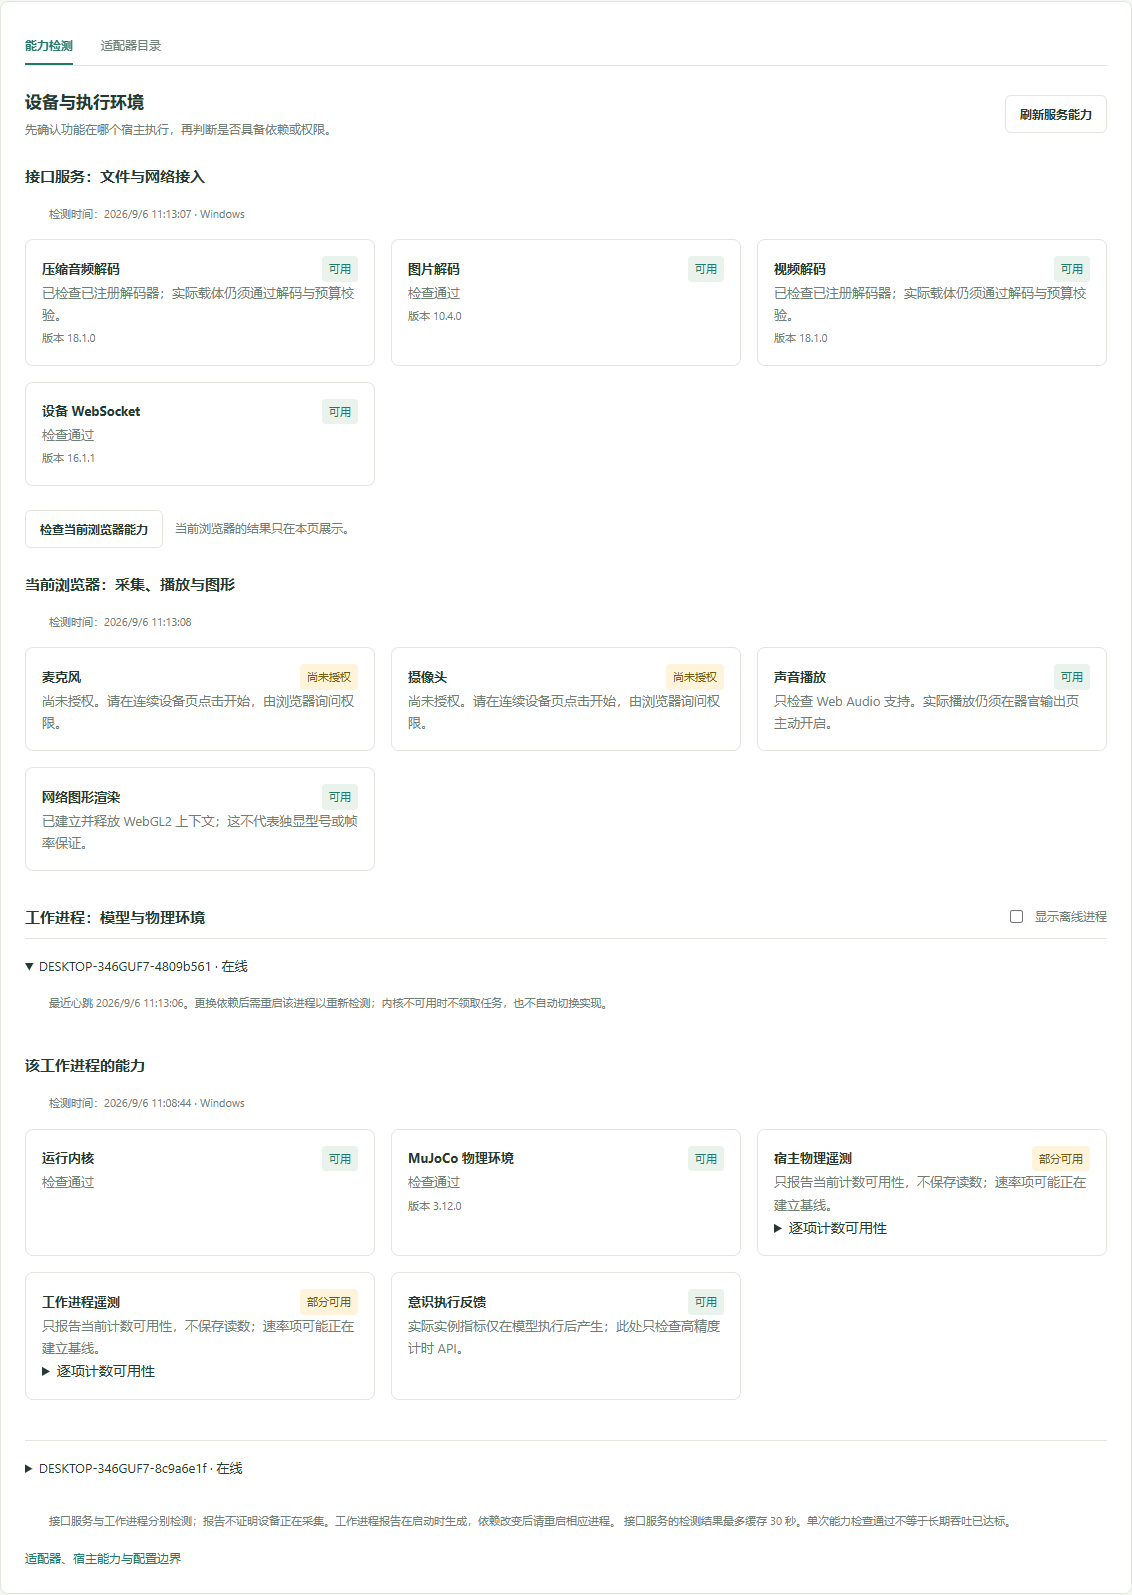 能力检测
适配器目录
设备与执行环境
先确认功能在哪个宿主执行，再判断是否具备依赖或权限。
刷新服务能力
接口服务：文件与网络接入
检测时间：2026/9/6 11:13:07 · Windows
压缩音频解码
可用
已检查已注册解码器；实际载体仍须通过解码与预算校
验。
版本 18.1.0
图片解码
可用
检查通过
版本 10.4.0
视频解码
可用
已检查已注册解码器；实际载体仍须通过解码与预算校
验。
版本 18.1.0
设备 WebSocket
可用
检查通过
版本 16.1.1
检查当前浏览器能力
当前浏览器的结果只在本页展示。
当前浏览器：采集、播放与图形
检测时间：2026/9/6 11:13:08
麦克风
尚未授权
尚未授权。请在连续设备页点击开始，由浏览器询问权
限。
摄像头
尚未授权
尚未授权。请在连续设备页点击开始，由浏览器询问权
限。
声音播放
可用
只检查 Web Audio 支持。实际播放仍须在器官输出页
主动开启。
网络图形渲染
可用
已建立并释放 WebGL2 上下文；这不代表独显型号或帧
率保证。
工作进程：模型与物理环境
显示离线进程
▼ DESKTOP-346GUF7-4809b561 · 在线
最近心跳 2026/9/6 11:13:06。更换依赖后需重启该进程以重新检测；内核不可用时不领取任务，也不自动切换实现。
该工作进程的能力
检测时间：2026/9/6 11:08:44 · Windows
运行内核
可用
检查通过
MuJoCo 物理环境
可用
检查通过
版本 3.12.0
宿主物理遥测
部分可用
只报告当前计数可用性，不保存读数；速率项可能正在
建立基线。
▶ 逐项计数可用性
工作进程遥测
部分可用
只报告当前计数可用性，不保存读数；速率项可能正在
建立基线。
▶ 逐项计数可用性
意识执行反馈
可用
实际实例指标仅在模型执行后产生；此处只检查高精度
计时 API。
▶ DESKTOP-346GUF7-8c9a6e1f · 在线
接口服务与工作进程分别检测；报告不证明设备正在采集。工作进程报告在启动时生成，依赖改变后请重启相应进程。 接口服务的检测结果最多缓存 30 秒。单次能力检查通过不等于长期吞吐已达标。
适配器、宿主能力与配置边界